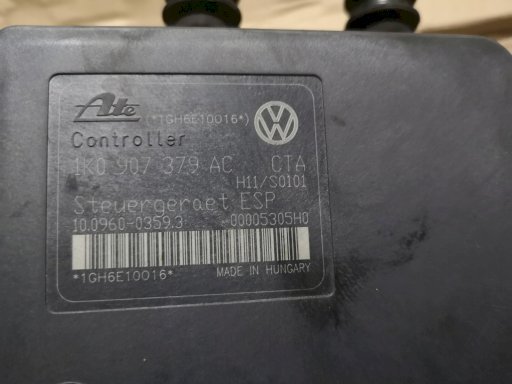 Ate (*1GH6E10016*)
Controller
1K0 907 379 AC CTA
H11/S0101
Steuergeraet ESP
10.0960-0359.3 00005305H0
*1GH6E10016* MADE IN HUNGARY